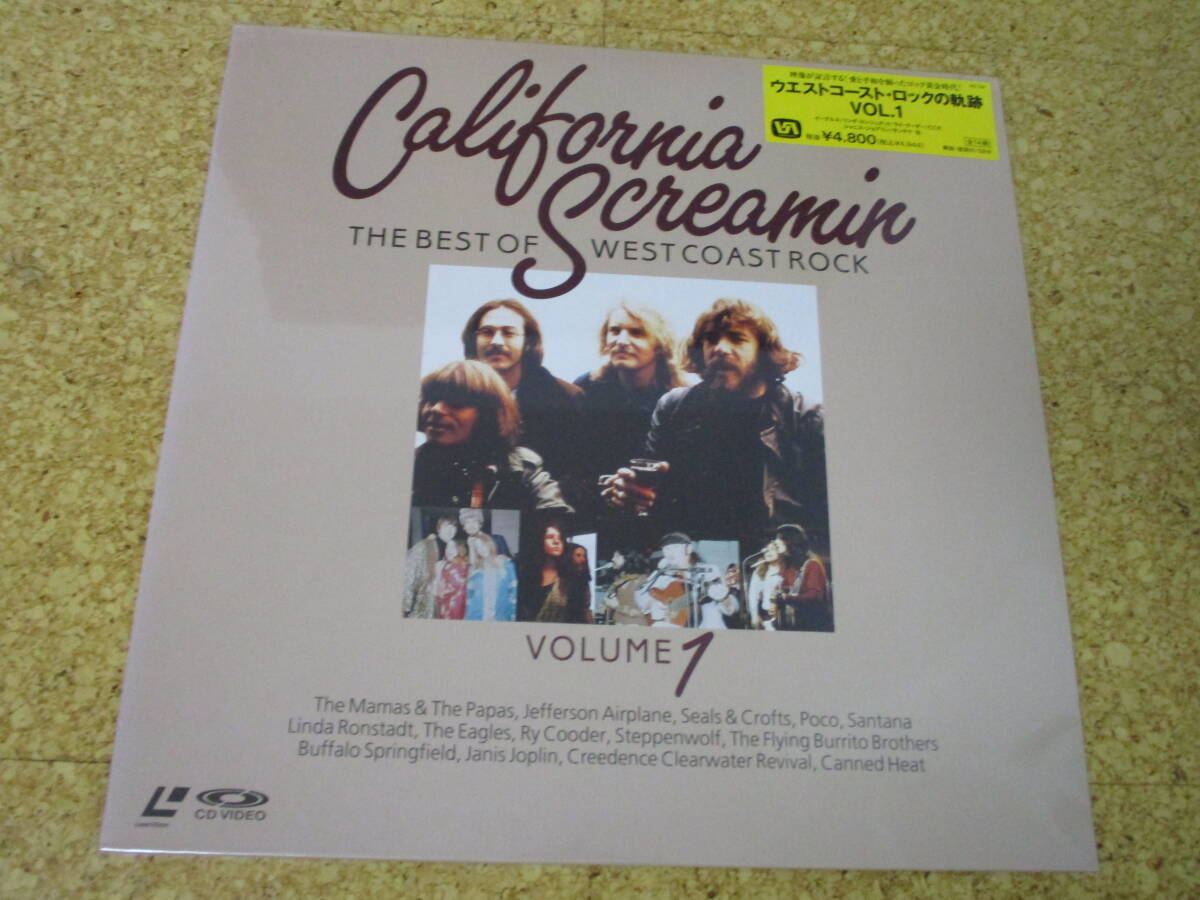 California
Screamin
THE BEST OF WEST COAST ROCK
ウエストコースト・ロックの軌跡
VOL.1
¥4,800
VOLUME 1
The Mamas & The Papas, Jefferson Airplane, Seals & Crofts, Poco, Santana
Linda Ronstadt, The Eagles, Ry Cooder, Steppenwolf, The Flying Burrito Brothers
Buffalo Springfield, Janis Joplin, Creedence Clearwater Revival, Canned Heat
CD VIDEO